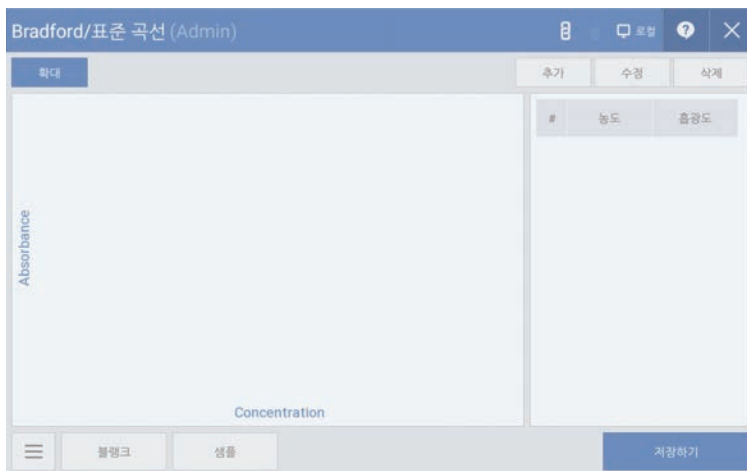 Bradford/표준 곡선 (Admin) 로컬 ?
확대 추가 수정 삭제
# 농도 흡광도
Absorbance
Concentration
블랭크 샘플 저장하기